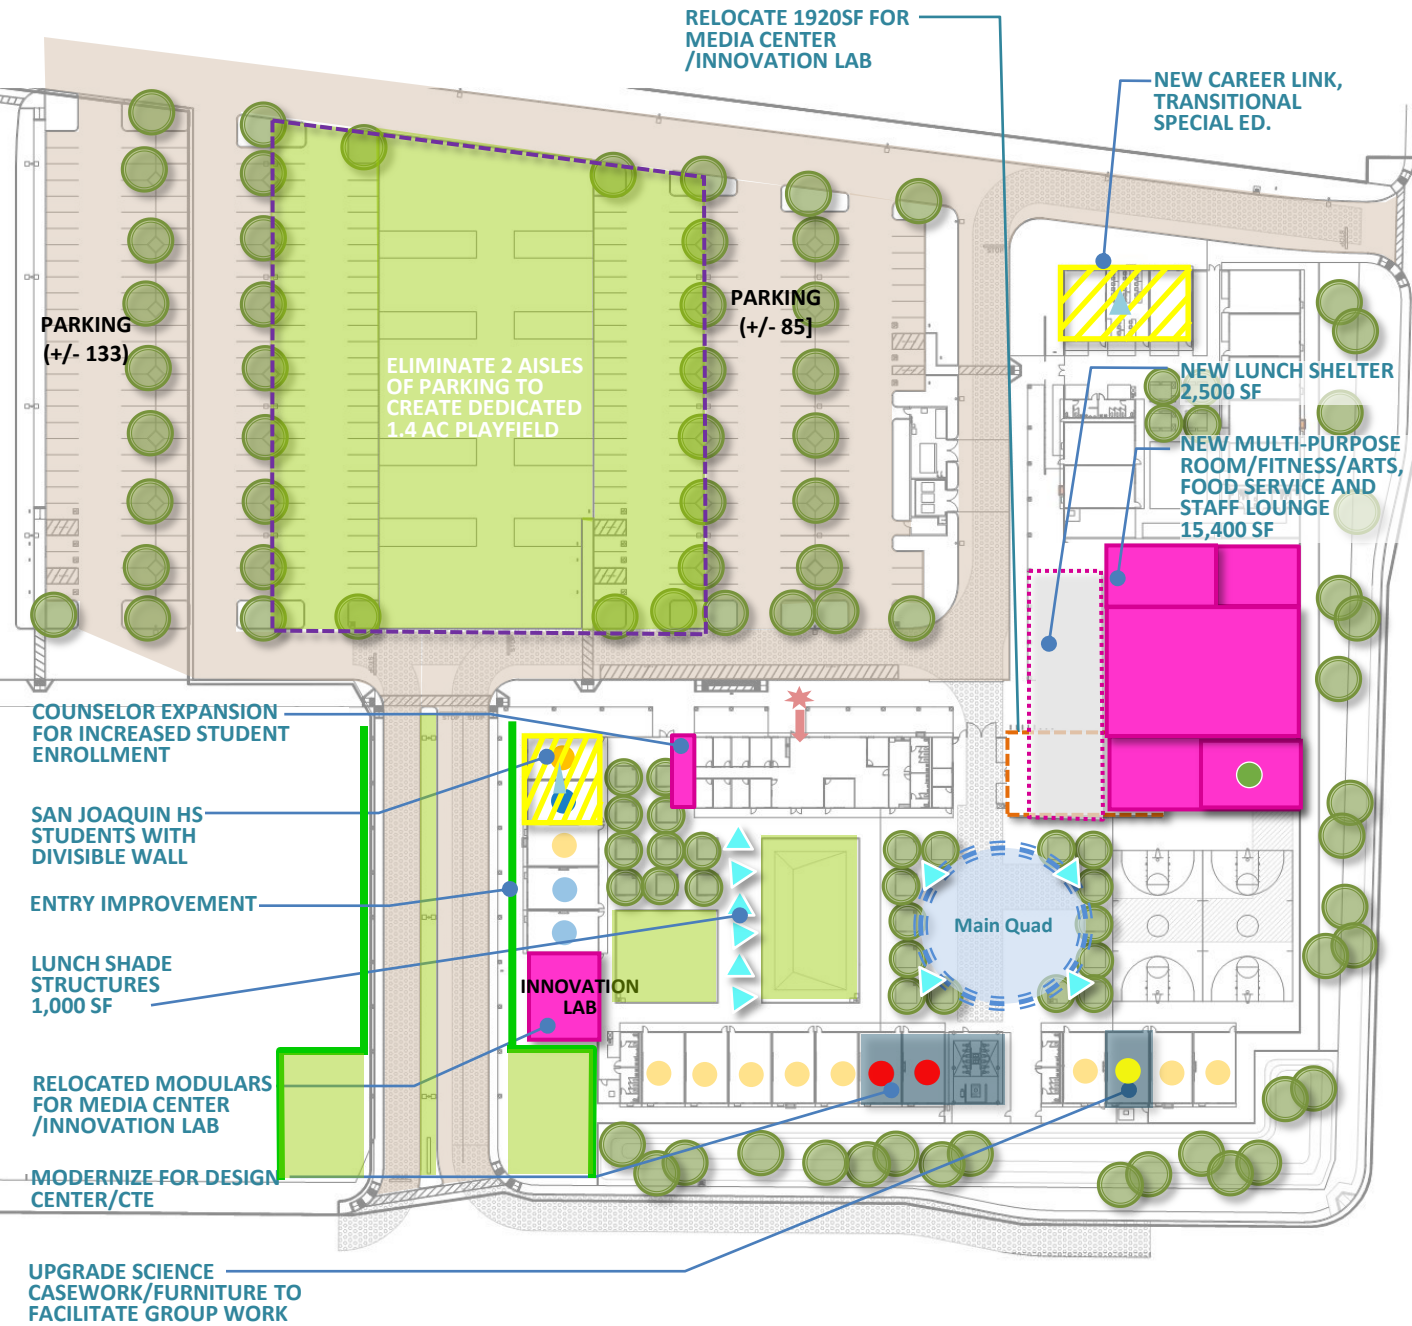 RELOCATE 1920SF FOR
MEDIA CENTER
/INNOVATION LAB
NEW CAREER LINK,
TRANSITIONAL
SPECIAL ED.
PARKING
(+/- 133)
PARKING
(+/- 85]
ELIMINATE 2 AISLES
OF PARKING TO
CREATE DEDICATED
1.4 AC PLAYFIELD
NEW LUNCH SHELTER
2,500 SF
NEW MULTI-PURPOSE
ROOM/FITNESS/ARTS,
FOOD SERVICE AND
STAFF LOUNGE
15,400 SF
COUNSELOR EXPANSION
FOR INCREASED STUDENT
ENROLLMENT
SAN JOAQUIN HS
STUDENTS WITH
DIVISIBLE WALL
ENTRY IMPROVEMENT
LUNCH SHADE
STRUCTURES
1,000 SF
Main Quad
INNOVATION
LAB
RELOCATED MODULARS
FOR MEDIA CENTER
/INNOVATION LAB
MODERNIZE FOR DESIGN
CENTER/CTE
UPGRADE SCIENCE
CASEWORK/FURNITURE TO
FACILITATE GROUP WORK